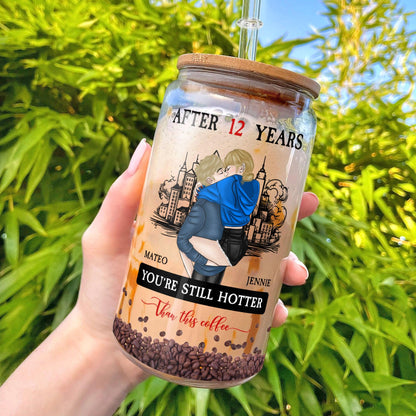 AFTER 12 YEARS
MATEO
JENNIE
YOU'RE STILL HOTTER
Than this coffee